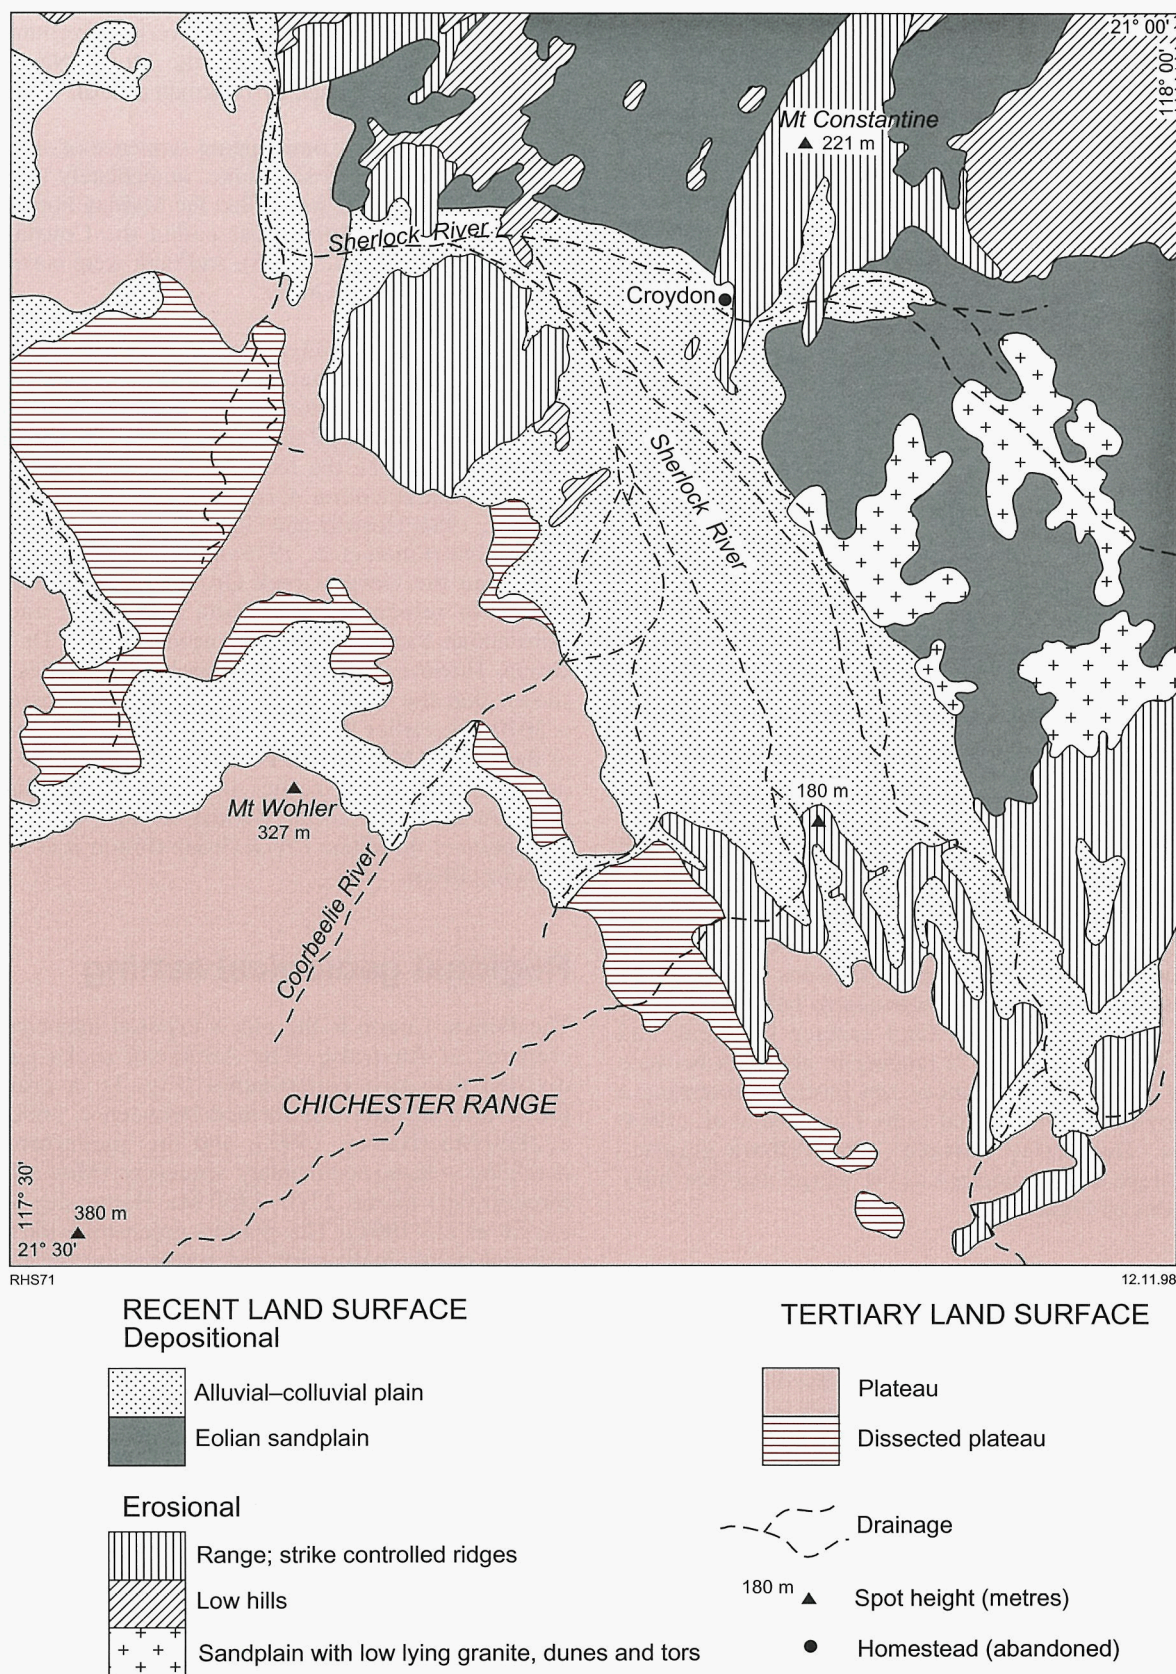 21° 00'
118° 00'
Mt Constantine
221 m
Sherlock River
Croydon
Sherlock River
180 m
Mt Wohler
327 m
Coorbeelie River
CHICHESTER RANGE
117° 30'
380 m
21° 30'
RHS71
12.11.98
RECENT LAND SURFACE
Depositional
Alluvial–colluvial plain
Eolian sandplain
Erosional
Range; strike controlled ridges
Low hills
Sandplain with low lying granite, dunes and tors
TERTIARY LAND SURFACE
Plateau
Dissected plateau
Drainage
180 m
Spot height (metres)
Homestead (abandoned)